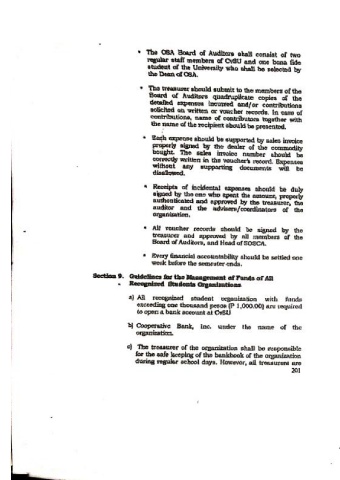 • The OSA Board of Auditors shall consist of two
regular staff members of CvSU and one bona fide
student of the University who shall be selected by
the Dean of OSA.
• The treasurer should submit to the members of the
Board of Auditors quadruplicate copies of the
detailed expenses incurred and/or contributions
solicited on written or voucher records. In case of
contributions, name of contributors together with
the name of the recipient should be presented.
• Each expense should be supported by sales invoice
properly signed by the dealer of the commodity
bought. The sales invoice number should be
correctly written in the voucher's record. Expenses
without any supporting documents will be
disallowed.
• Receipts of incidental expenses should be duly
signed by the one who spent the amount, properly
authenticated and approved by the treasurer, the
auditor and the advisers/coordinators of the
organization.
• All voucher records should be signed by the
treasurer and approved by all members of the
Board of Auditors, and Head of SOSCA.
• Every financial accountability should be settled one
week before the semester ends.
Section 9. Guidelines for the Management of Funds of All
Recognized Students Organizations
a) All recognized student organization with funds
exceeding one thousand pesos (P 1,000.00) are required
to open a bank account at CvSU
b) Cooperative Bank, Inc. under the name of the
organization.
c) The treasurer of the organization shall be responsible
for the safe keeping of the bankbook of the organization
during regular school days. However, all treasurers are
201